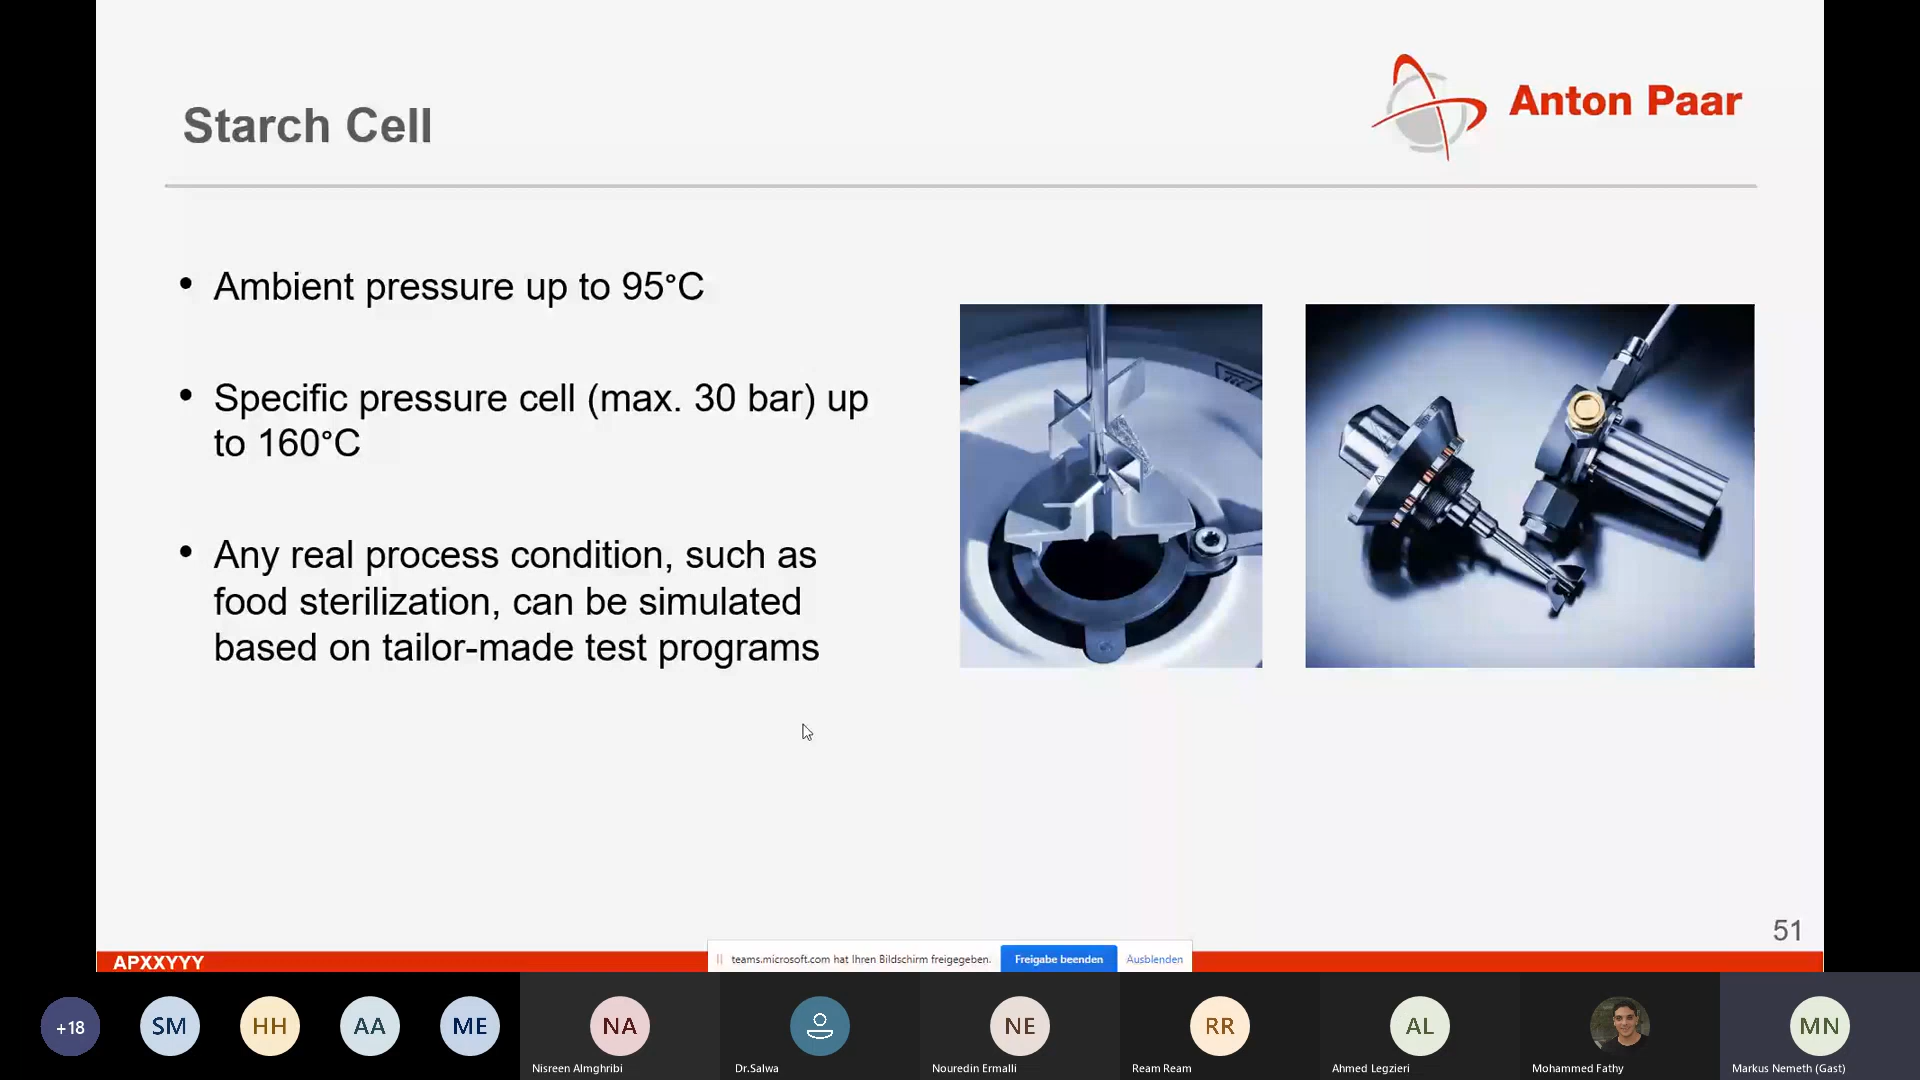 Starch Cell
Anton Paar
• Ambient pressure up to 95°C
• Specific pressure cell (max. 30 bar) up
to 160°C
• Any real process condition, such as
food sterilization, can be simulated
based on tailor-made test programs
51
APXXYYY
teams.microsoft.com hat Ihren Bildschirm freigegeben.
Freigabe beenden
Ausblenden
+18
SM
HH
AA
ME
NA
NE
RR
AL
MN
Nisreen Almghribi
Dr.Salwa
Nouredin Ermalli
Ream Ream
Ahmed Legzieri
Mohammed Fathy
Markus Nemeth (Gast)